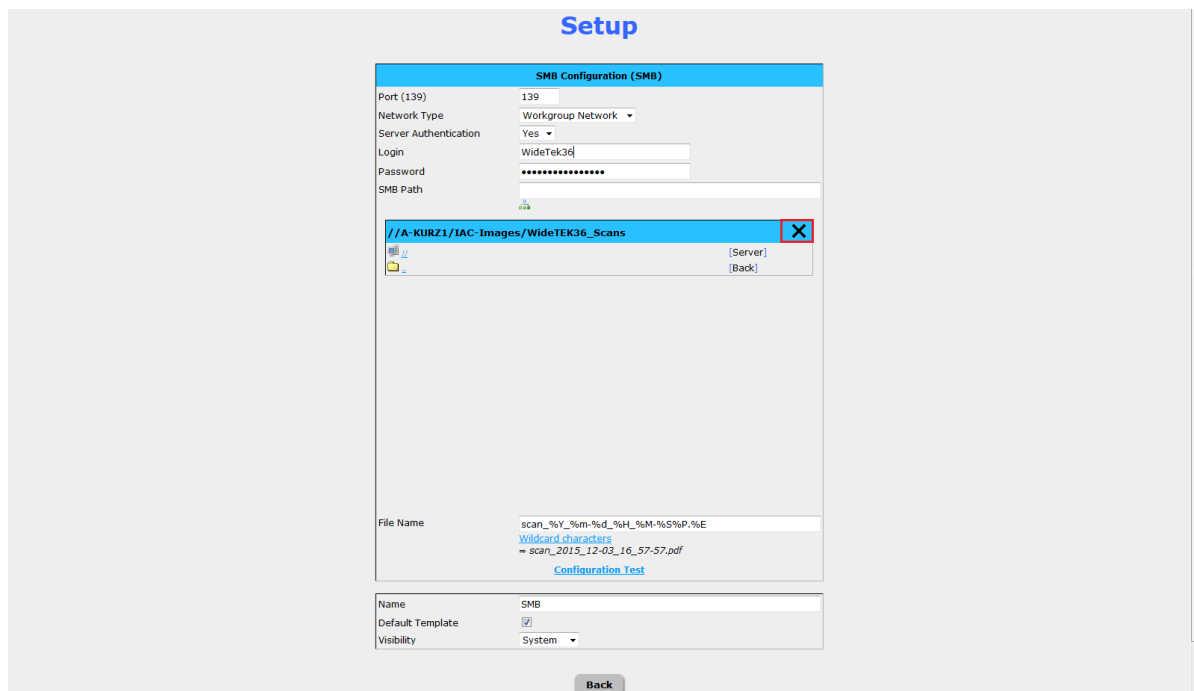 Setup
SMB Configuration (SMB)
Port (139) 139
Network Type Workgroup Network
Server Authentication Yes
Login WideTek36
Password ••••••••••••••••
SMB Path
//A-KURZ1/IAC-Images/WideTEK36_Scans X
// [Server]
.. [Back]
File Name scan_%Y_%m-%d_%H_%M-%S%P.%E
Wildcard characters
⇒ scan_2015_12-03_16_57-57.pdf
Configuration Test
Name SMB
Default Template
Visibility System
Back